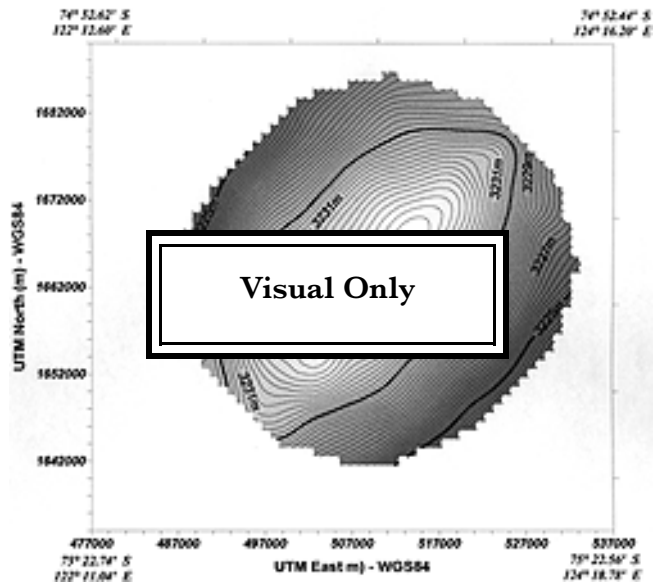 74° 52.62' S
122° 12.60' E
74° 52.44' S
124° 16.20' E
1682000
1672000
1662000
1652000
1642000
UTM North (m) - WGS84
3231m
3231m
3229m
3227m
Visual Only
3231m
477000
487000
497000
507000
517000
527000
537000
75° 22.74' S
122° 11.04' E
UTM East m) - WGS84
75° 22.56' S
124° 18.78' E